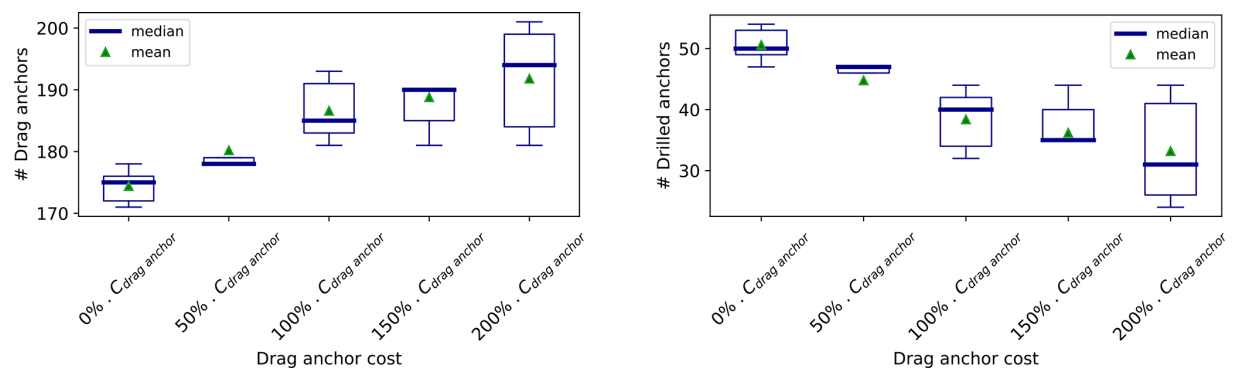 200
190
180
170
# Drag anchors
median
mean
0% . C_drag anchor
50% . C_drag anchor
100% . C_drag anchor
150% . C_drag anchor
200% . C_drag anchor
Drag anchor cost
50
40
30
# Drilled anchors
median
mean
0% . C_drag anchor
50% . C_drag anchor
100% . C_drag anchor
150% . C_drag anchor
200% . C_drag anchor
Drag anchor cost